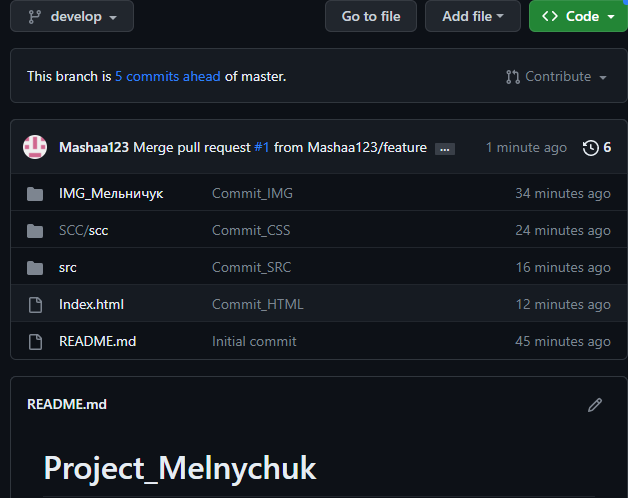 develop Go to file Add file Code
This branch is 5 commits ahead of master. Contribute
Mashaa123 Merge pull request #1 from Mashaa123/feature ... 1 minute ago 6
IMG_Мельничук Commit_IMG 34 minutes ago
SCC/scc Commit_CSS 24 minutes ago
src Commit_SRC 16 minutes ago
Index.html Commit_HTML 12 minutes ago
README.md Initial commit 45 minutes ago
README.md
Project_Melnychuk